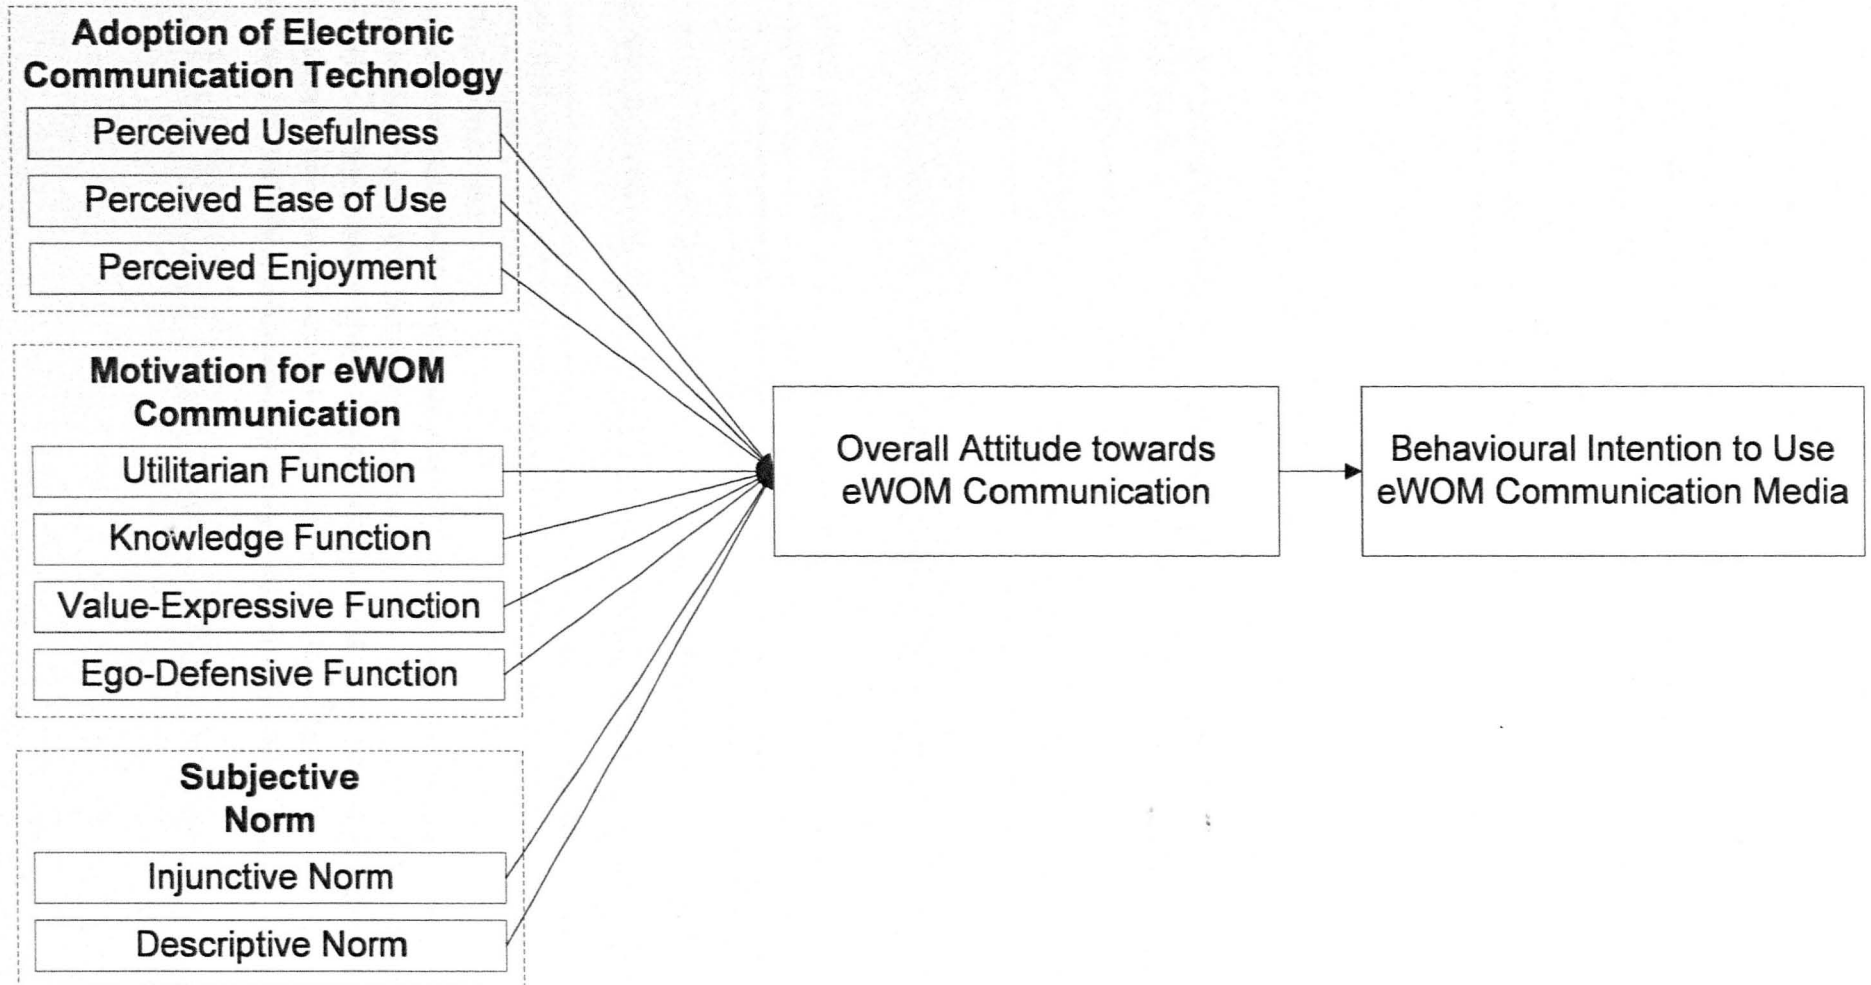 Adoption of Electronic
Communication Technology
Perceived Usefulness
Perceived Ease of Use
Perceived Enjoyment
Motivation for eWOM
Communication
Utilitarian Function
Knowledge Function
Value-Expressive Function
Ego-Defensive Function
Subjective
Norm
Injunctive Norm
Descriptive Norm
Overall Attitude towards
eWOM Communication
Behavioural Intention to Use
eWOM Communication Media